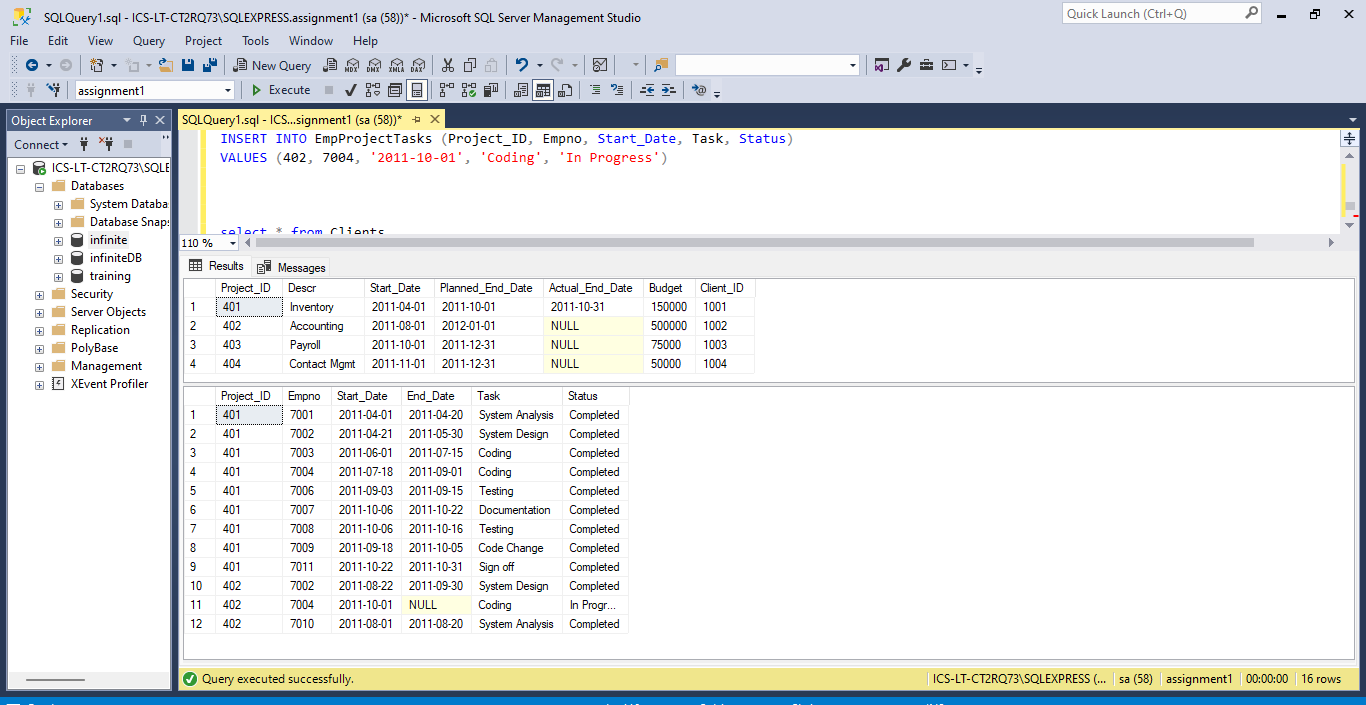 SQLQuery1.sql - ICS-LT-CT2RQ73\SQLEXPRESS.assignment1 (sa (58))* - Microsoft SQL Server Management Studio
Quick Launch (Ctrl+Q)
File Edit View Query Project Tools Window Help
New Query MDX DMX XMLA DAX
assignment1 Execute
Object Explorer
SQLQuery1.sql - ICS...signment1 (sa (58))*
Connect
ICS-LT-CT2RQ73\SQLE
Databases
System Databa
Database Snaps
infinite
infiniteDB
training
Security
Server Objects
Replication
PolyBase
Management
XEvent Profiler
INSERT INTO EmpProjectTasks (Project_ID, Empno, Start_Date, Task, Status)
VALUES (402, 7004, '2011-10-01', 'Coding', 'In Progress')
select * from Clients
110 %
Results Messages
Project_ID Descr Start_Date Planned_End_Date Actual_End_Date Budget Client_ID
1 401 Inventory 2011-04-01 2011-10-01 2011-10-31 150000 1001
2 402 Accounting 2011-08-01 2012-01-01 NULL 500000 1002
3 403 Payroll 2011-10-01 2011-12-31 NULL 75000 1003
4 404 Contact Mgmt 2011-11-01 2011-12-31 NULL 50000 1004
Project_ID Empno Start_Date End_Date Task Status
1 401 7001 2011-04-01 2011-04-20 System Analysis Completed
2 401 7002 2011-04-21 2011-05-30 System Design Completed
3 401 7003 2011-06-01 2011-07-15 Coding Completed
4 401 7004 2011-07-18 2011-09-01 Coding Completed
5 401 7006 2011-09-03 2011-09-15 Testing Completed
6 401 7007 2011-10-06 2011-10-22 Documentation Completed
7 401 7008 2011-10-06 2011-10-16 Testing Completed
8 401 7009 2011-09-18 2011-10-05 Code Change Completed
9 401 7011 2011-10-22 2011-10-31 Sign off Completed
10 402 7002 2011-08-22 2011-09-30 System Design Completed
11 402 7004 2011-10-01 NULL Coding In Progr...
12 402 7010 2011-08-01 2011-08-20 System Analysis Completed
Query executed successfully. ICS-LT-CT2RQ73\SQLEXPRESS (... sa (58) assignment1 00:00:00 16 rows